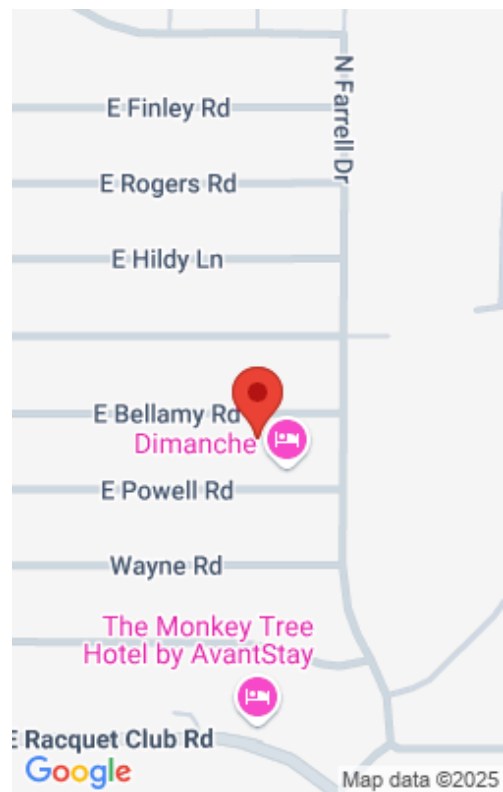 N Farrell Dr
E Finley Rd
E Rogers Rd
E Hildy Ln
E Bellamy Rd
Dimanche
E Powell Rd
Wayne Rd
The Monkey Tree
Hotel by AvantStay
E Racquet Club Rd
Google
Map data ©2025